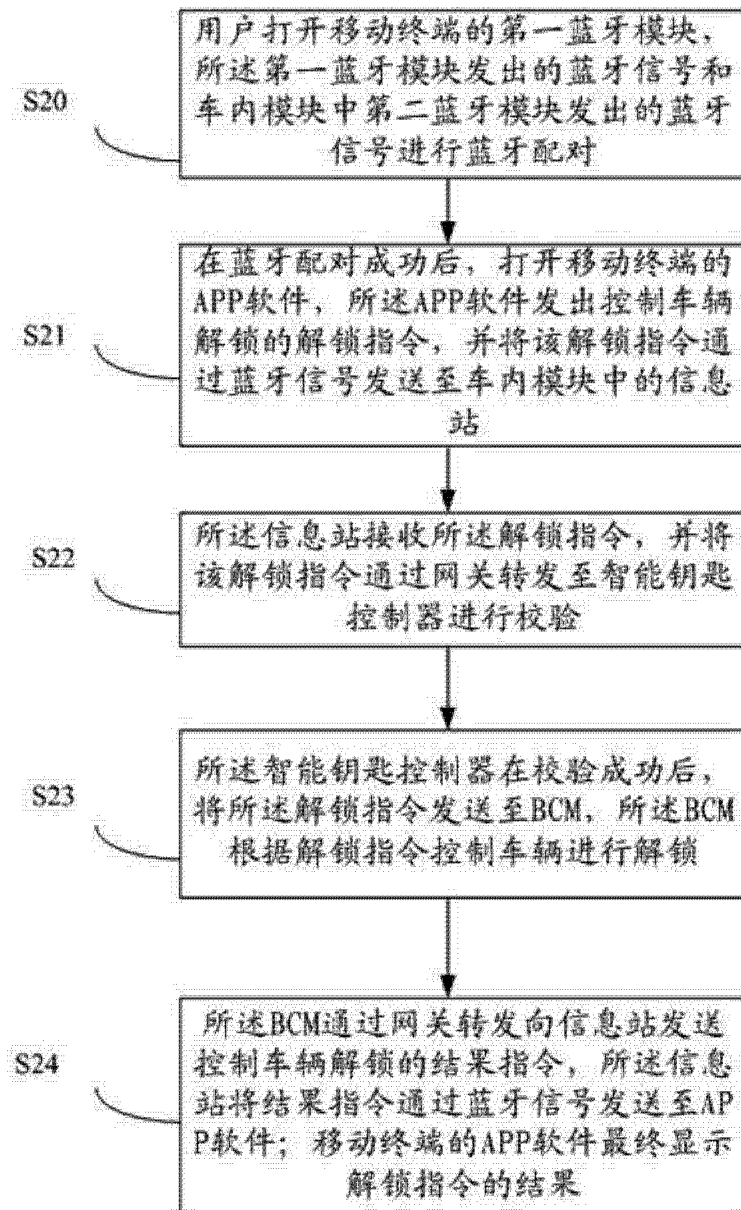 S20
用户打开移动终端的第一蓝牙模块，
所述第一蓝牙模块发出的蓝牙信号和
车内模块中第二蓝牙模块发出的蓝牙
信号进行蓝牙配对
S21
在蓝牙配对成功后，打开移动终端的
APP软件，所述APP软件发出控制车辆
解锁的解锁指令，并将该解锁指令通
过蓝牙信号发送至车内模块中的信息
站
S22
所述信息站接收所述解锁指令，并将
该解锁指令通过网关转发至智能钥匙
控制器进行校验
S23
所述智能钥匙控制器在校验成功后，
将所述解锁指令发送至BCM，所述BCM
根据解锁指令控制车辆进行解锁
S24
所述BCM通过网关转发向信息站发送
控制车辆解锁的结果指令，所述信息
站将结果指令通过蓝牙信号发送至AP
P软件；移动终端的APP软件最终显示
解锁指令的结果